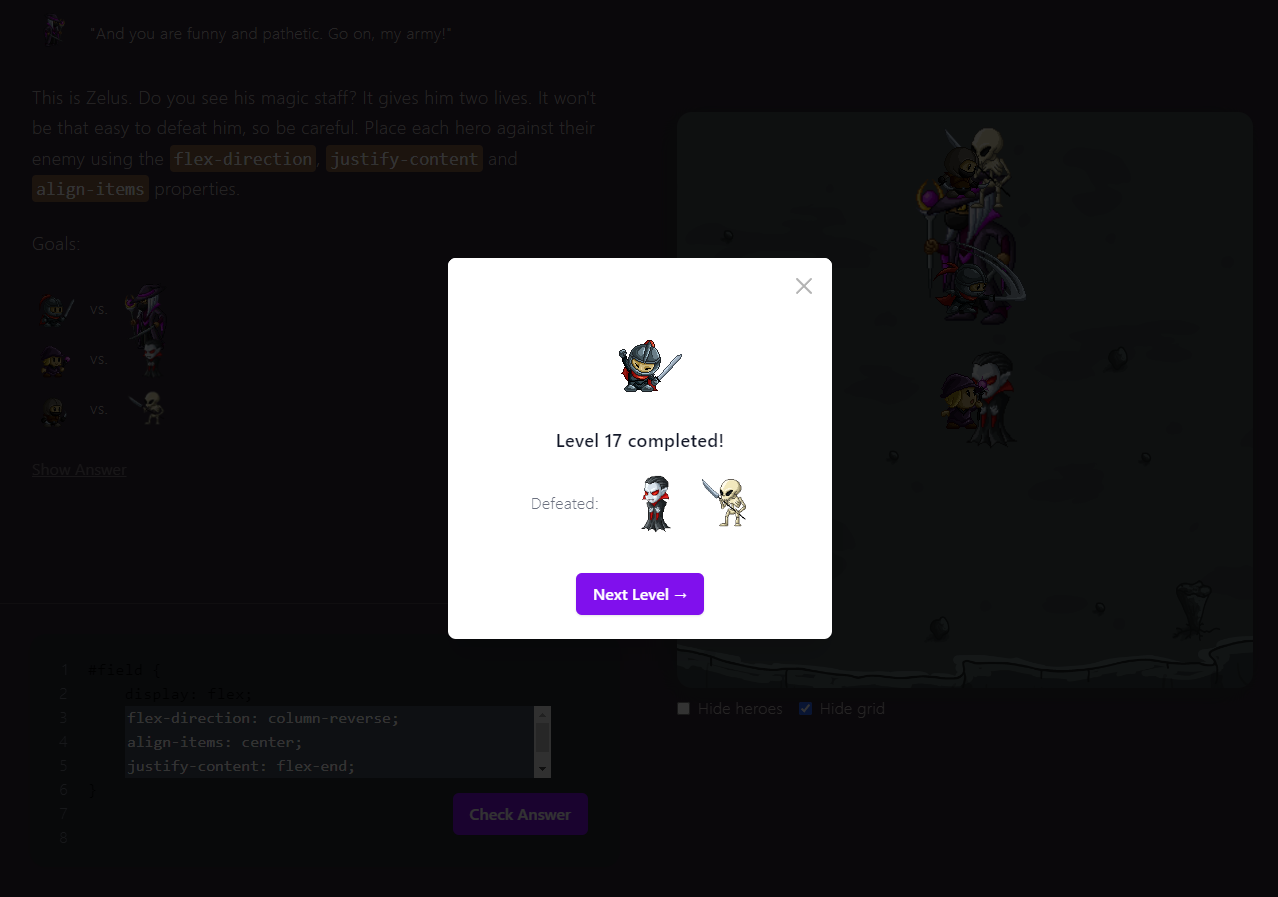 "And you are funny and pathetic. Go on, my army!"
This is Zelus. Do you see his magic staff? It gives him two lives. It won't
be that easy to defeat him, so be careful. Place each hero against their
enemy using the flex-direction, justify-content and
align-items properties.
Goals:
vs.
vs.
vs.
Show Answer
Level 17 completed!
Defeated:
Next Level →
1 #field {
2 display: flex;
3 flex-direction: column-reverse;
4 align-items: center;
5 justify-content: flex-end;
6 }
7
8
Check Answer
Hide heroes Hide grid